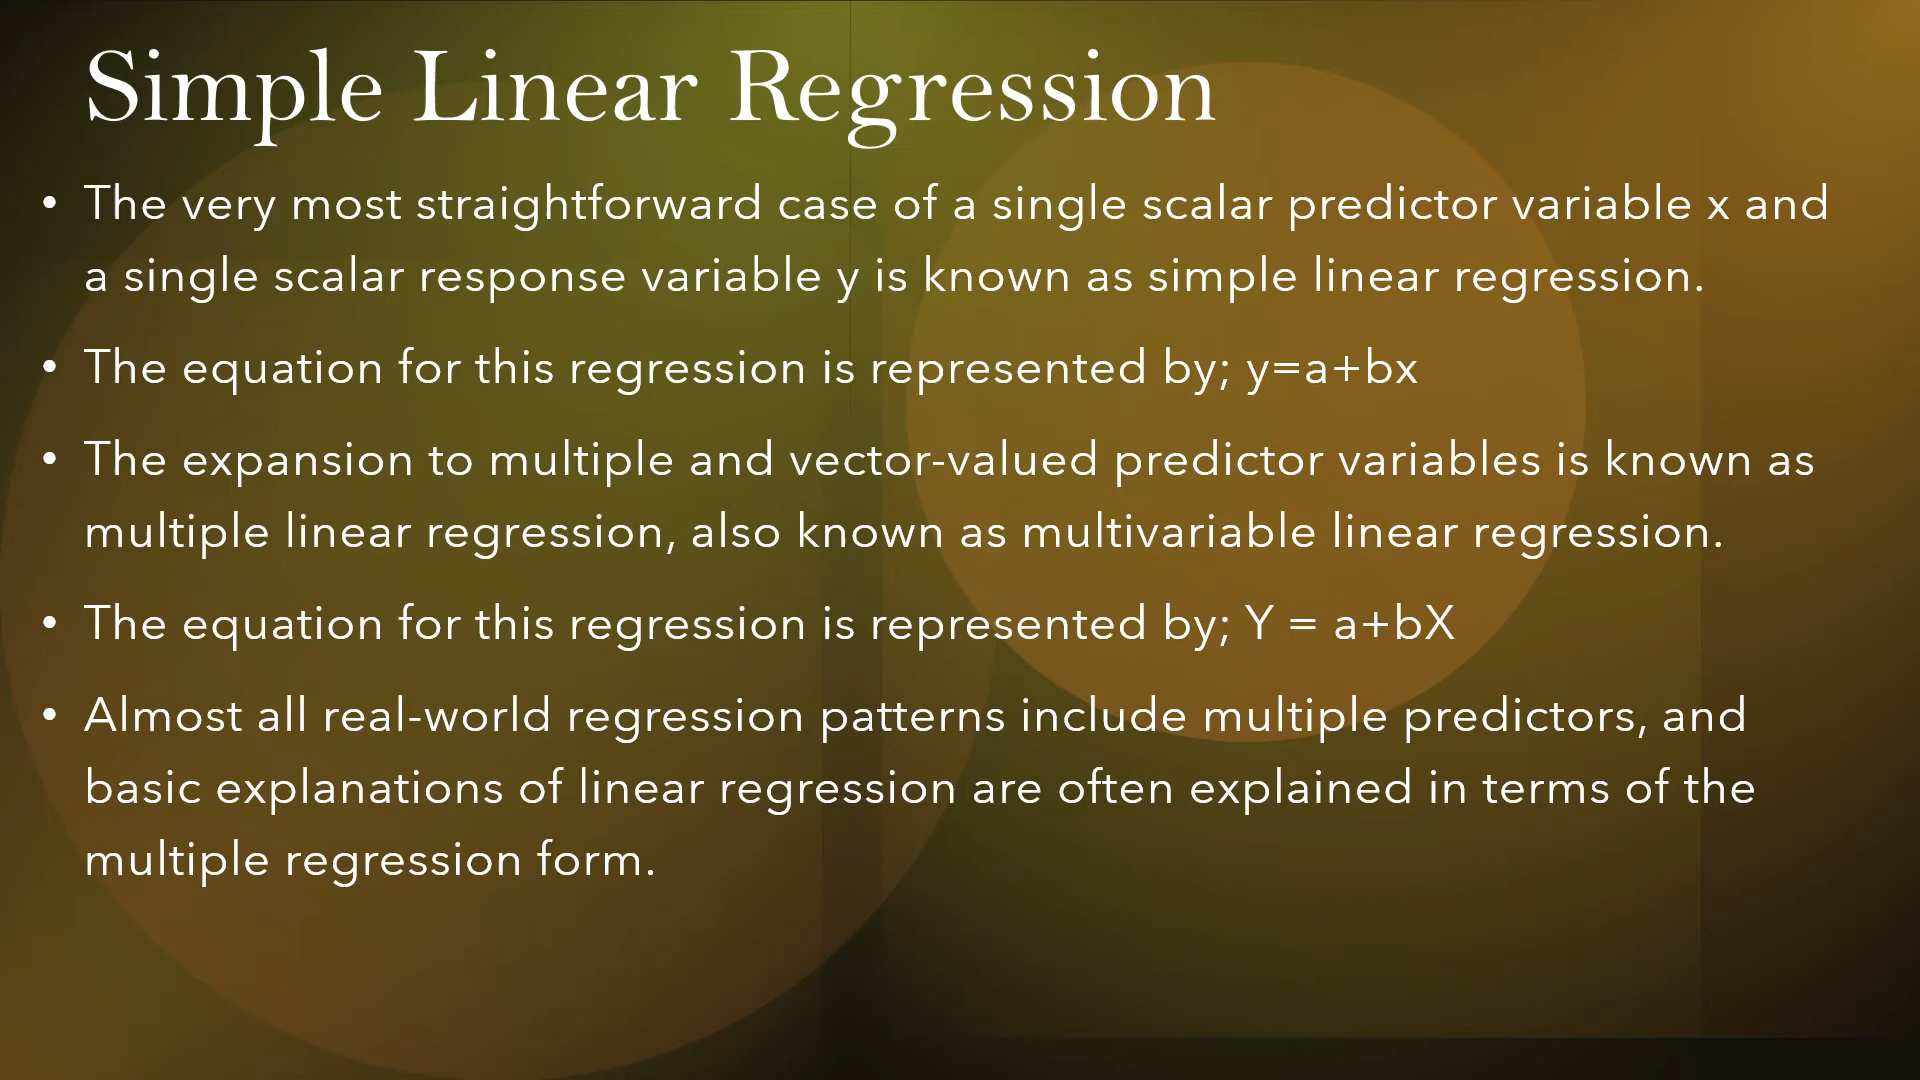 Simple Linear Regression
• The very most straightforward case of a single scalar predictor variable x and
a single scalar response variable y is known as simple linear regression.
• The equation for this regression is represented by; y=a+bx
• The expansion to multiple and vector-valued predictor variables is known as
multiple linear regression, also known as multivariable linear regression.
• The equation for this regression is represented by; Y = a+bX
• Almost all real-world regression patterns include multiple predictors, and
basic explanations of linear regression are often explained in terms of the
multiple regression form.